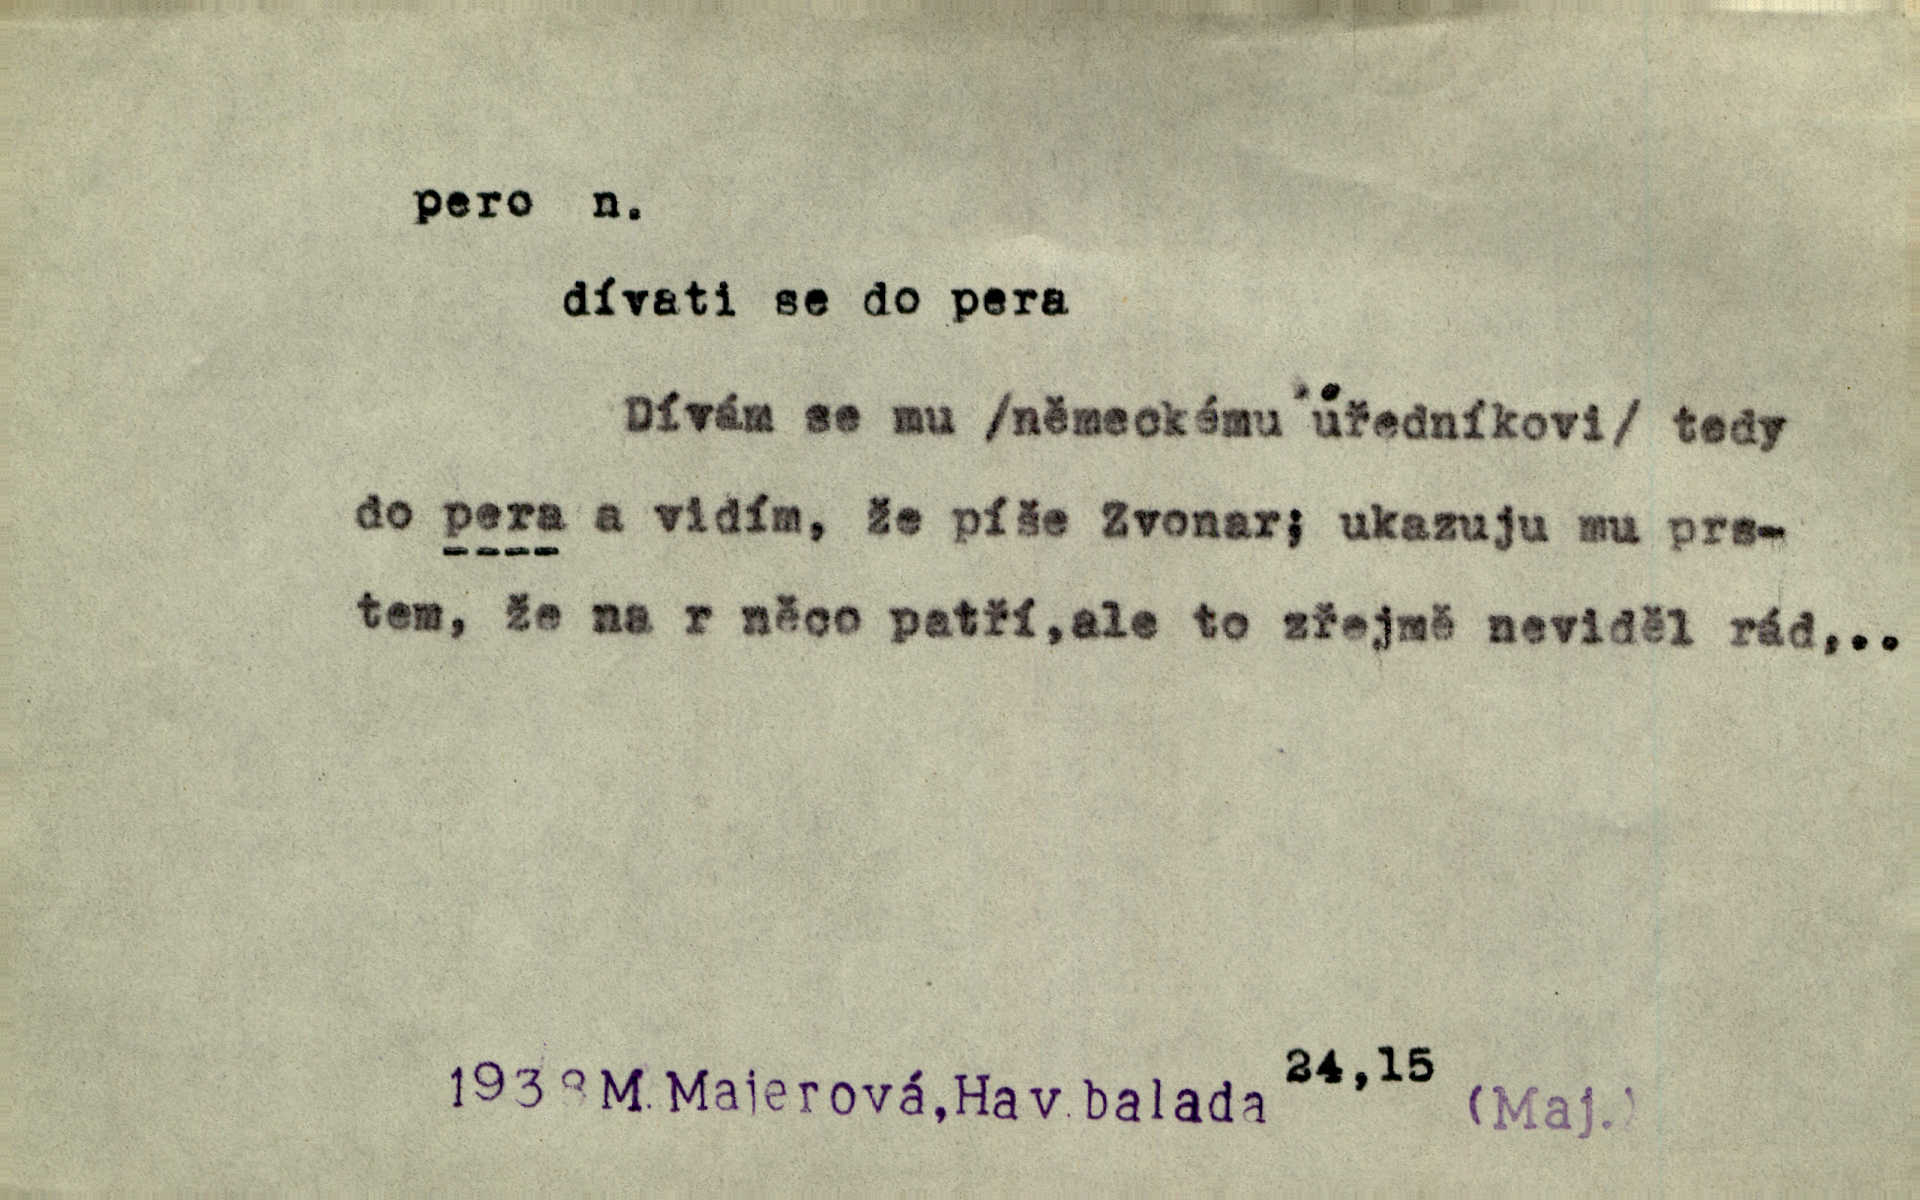 pero n.
dívati se do pera
Dívám se mu /německému úředníkovi/ tedy
do pera a vidím, že píše Zvonar; ukazuju mu prs-
tem, že na r něco patří,ale to zřejmě neviděl rád,..
1938 M. Majerová, Hav. balada 24,15 (Maj.)